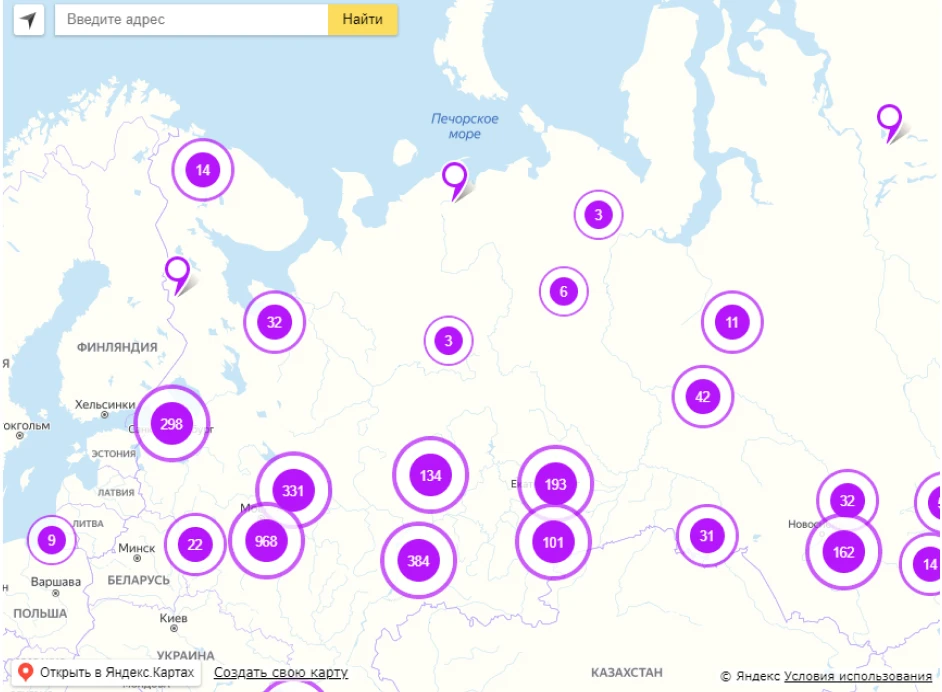 Введите адрес
Найти
Печорское
море
14
3
6
32
11
ФИНЛЯНДИЯ
3
Я
42
Хельсинки
298
окгольм
ЭСТОНИЯ
134
193
331
ЛАТВИЯ
32
ЛИТВА
9
22
968
101
31
162
Минск
384
14
Варшава
БЕЛАРУСЬ
ПОЛЬША
Киев
УКРАИНА
Открыть в Яндекс.Картах
Создать свою карту
КАЗАХСТАН
© Яндекс Условия использования